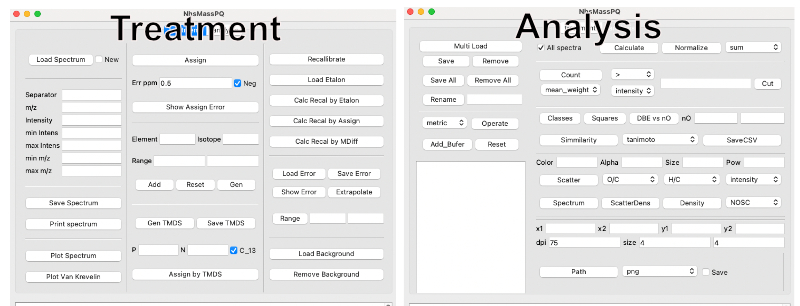 NhsMassPQ
Treatment
Load Spectrum
New
Separator
m/z
Intensity
min Intens
max Intens
min m/z
max m/z
Save Spectrum
Print spectrum
Plot Spectrum
Plot Van Krevelin
Assign
Err ppm 0.5 Neg
Show Assign Error
Element Isotope
Range
Add Reset Gen
Gen TMDS Save TMDS
P N C_13
Assign by TMDS
Recallibrate
Load Etalon
Calc Recal by Etalon
Calc Recal by Assign
Calc Recal by MDiff
Load Error Save Error
Show Error Extrapolate
Range
Load Background
Remove Background
NhsMassPQ
Analysis
Multi Load
Save Remove
Save All Remove All
Rename
metric Operate
Add_Bufer Reset
All spectra Calculate Normalize sum
Count >
mean_weight intensity Cut
Classes Squares DBE vs nO nO
Simmilarity tanimoto SaveCSV
Color Alpha Size Pow
Scatter O/C H/C Intensity
Spectrum ScatterDens Density NOSC
x1 x2 y1 y2
dpi 75 size 4 4
Path png Save